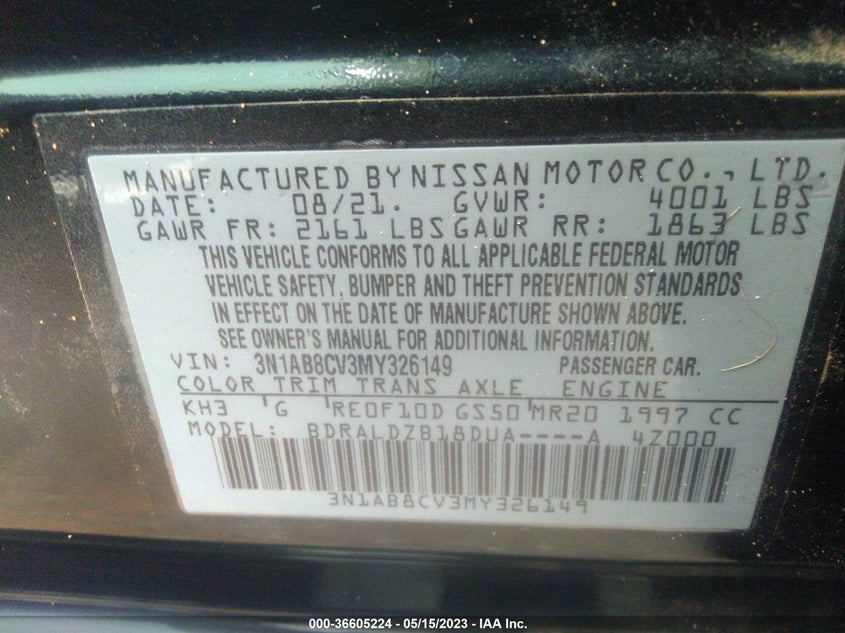 MANUFACTURED BY NISSAN MOTOR CO., LTD.
DATE: 08/21. GVWR: 4001 LBS
GAWR FR: 2161 LBS GAWR RR: 1863 LBS
THIS VEHICLE CONFORMS TO ALL APPLICABLE FEDERAL MOTOR
VEHICLE SAFETY, BUMPER AND THEFT PREVENTION STANDARDS
IN EFFECT ON THE DATE OF MANUFACTURE SHOWN ABOVE.
SEE OWNER'S MANUAL FOR ADDITIONAL INFORMATION.
VIN: 3N1AB8CV3MY326149 PASSENGER CAR.
COLOR TRIM TRANS AXLE ENGINE
KH3 'G RE0F10D GS50 'MR20 1997 CC
MODEL: BDRALDZB18DUA----A 4Z000
3N1AB8CV3MY326149
000-36605224 - 05/15/2023 - IAA Inc.